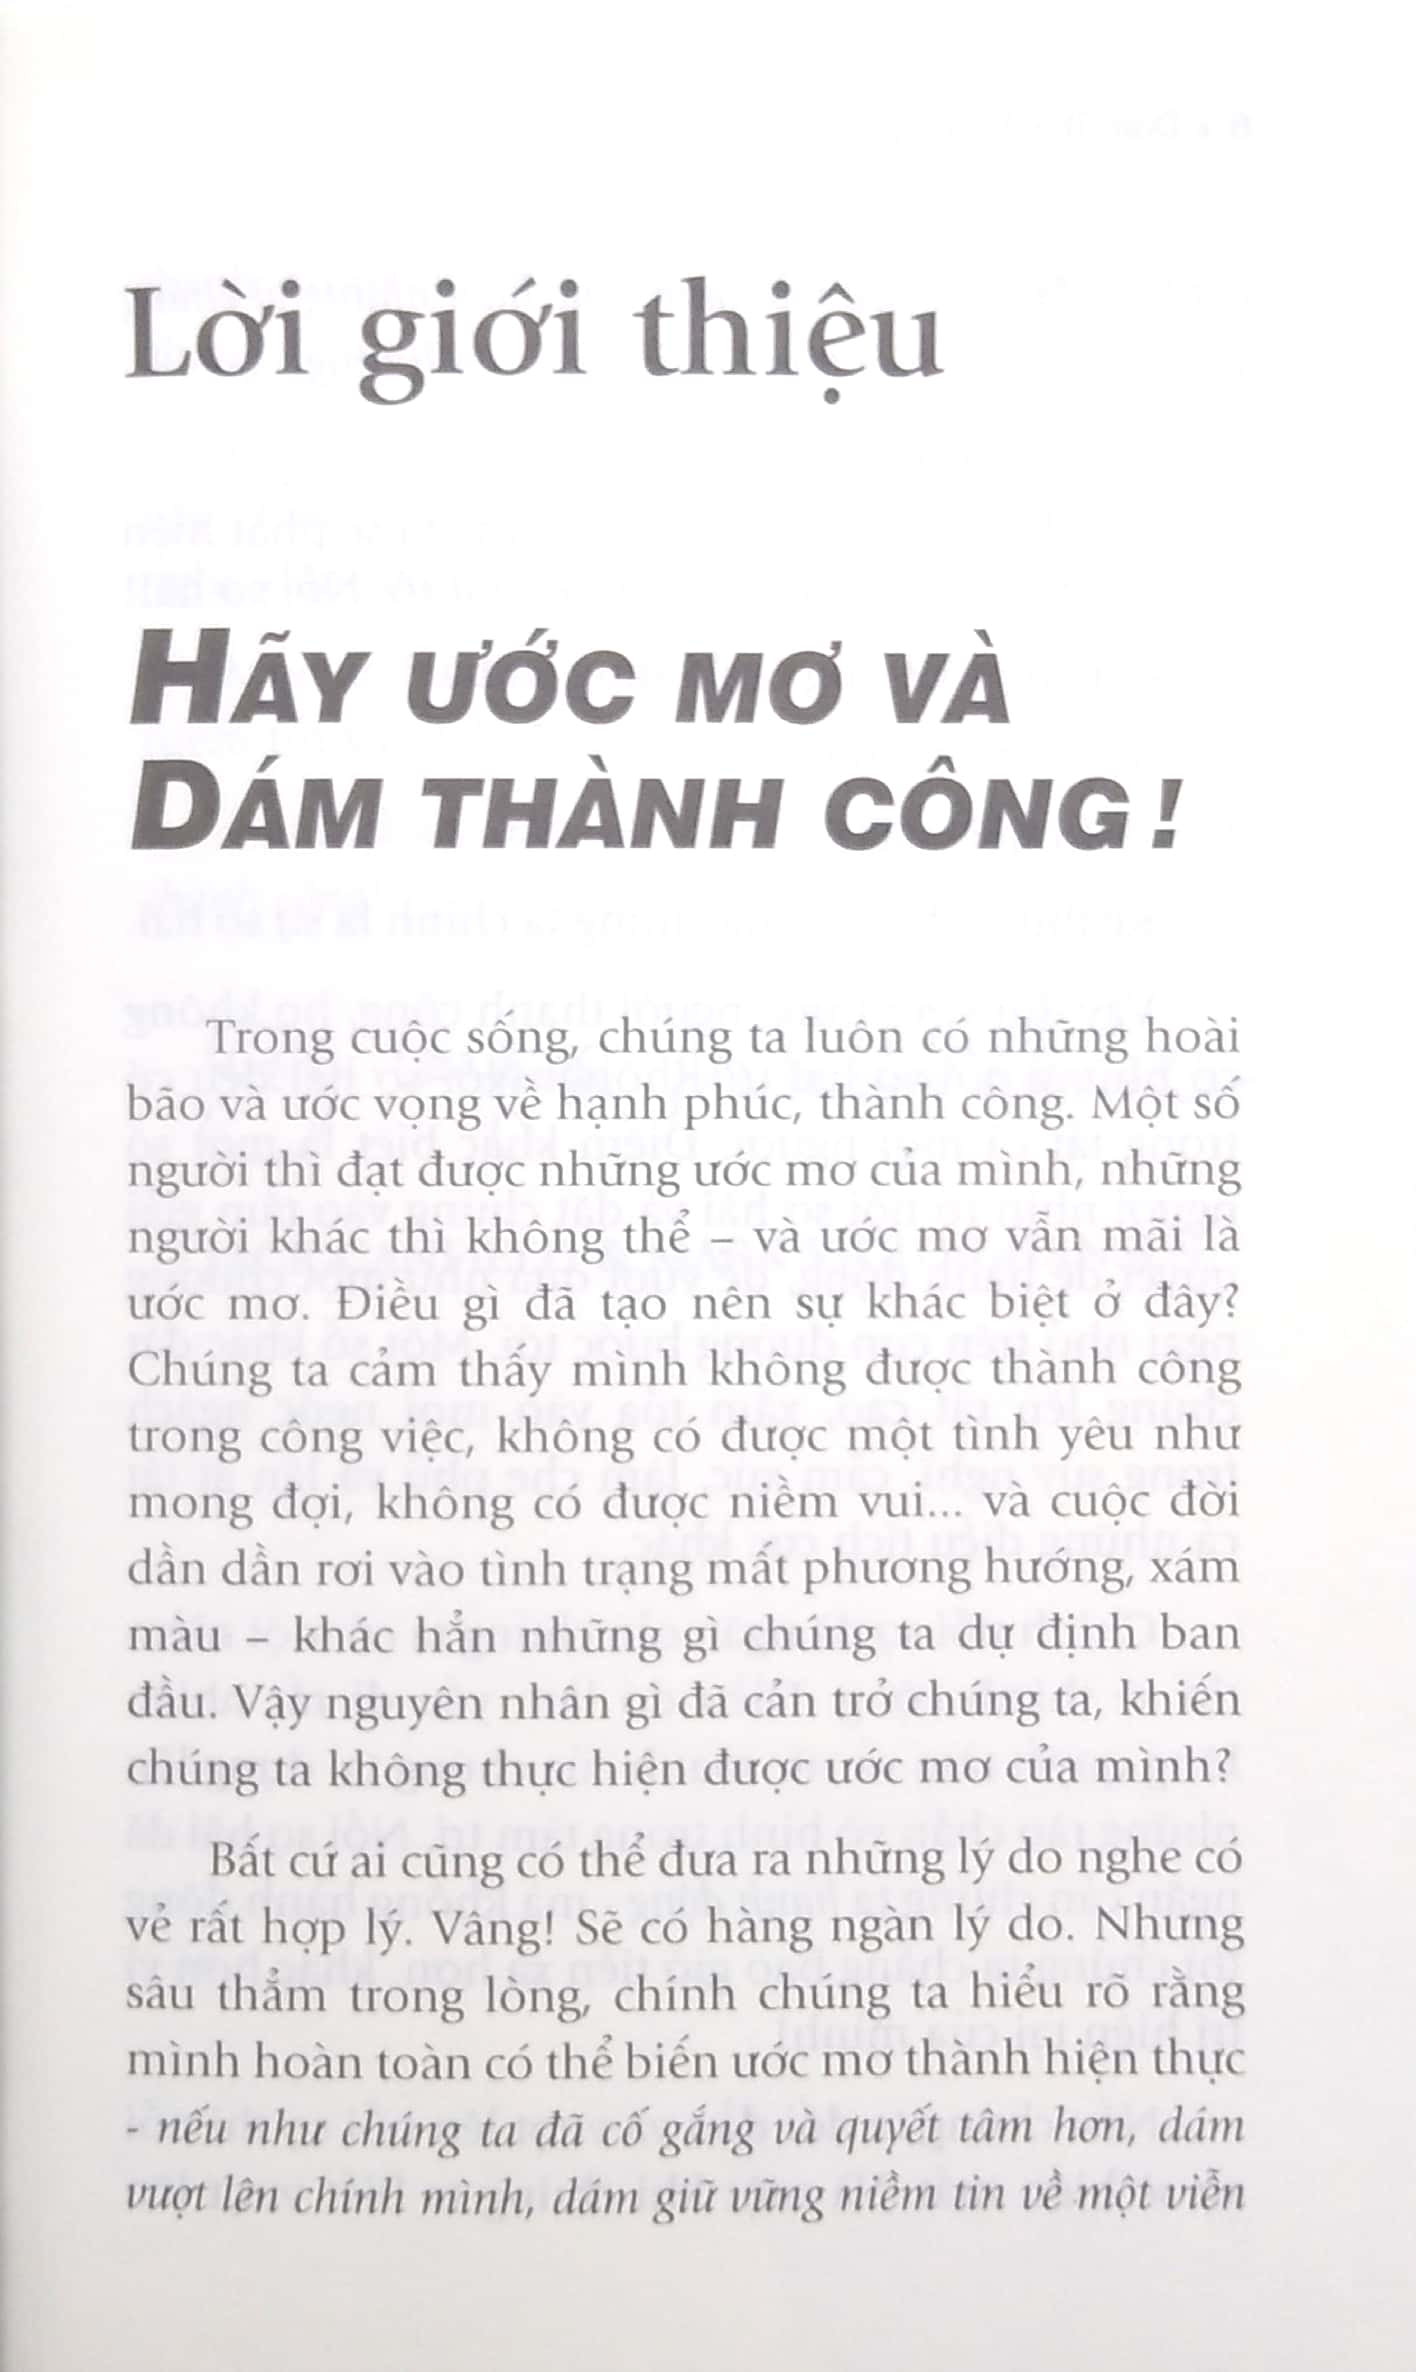 Lời giới thiệu
HÃY ƯỚC MƠ VÀ
DÁM THÀNH CÔNG!
Trong cuộc sống, chúng ta luôn có những hoài
bão và ước vọng về hạnh phúc, thành công. Một số
người thì đạt được những ước mơ của mình, những
người khác thì không thể – và ước mơ vẫn mãi là
ước mơ. Điều gì đã tạo nên sự khác biệt ở đây?
Chúng ta cảm thấy mình không được thành công
trong công việc, không có được một tình yêu như
mong đợi, không có được niềm vui... và cuộc đời
dần dần rơi vào tình trạng mất phương hướng, xám
màu – khác hẳn những gì chúng ta dự định ban
đầu. Vậy nguyên nhân gì đã cản trở chúng ta, khiến
chúng ta không thực hiện được ước mơ của mình?
Bất cứ ai cũng có thể đưa ra những lý do nghe có
vẻ rất hợp lý. Vâng! Sẽ có hàng ngàn lý do. Nhưng
sâu thẳm trong lòng, chính chúng ta hiểu rõ rằng
mình hoàn toàn có thể biến ước mơ thành hiện thực
- nếu như chúng ta đã cố gắng và quyết tâm hơn, dám
vượt lên chính mình, dám giữ vững niềm tin về một viễn